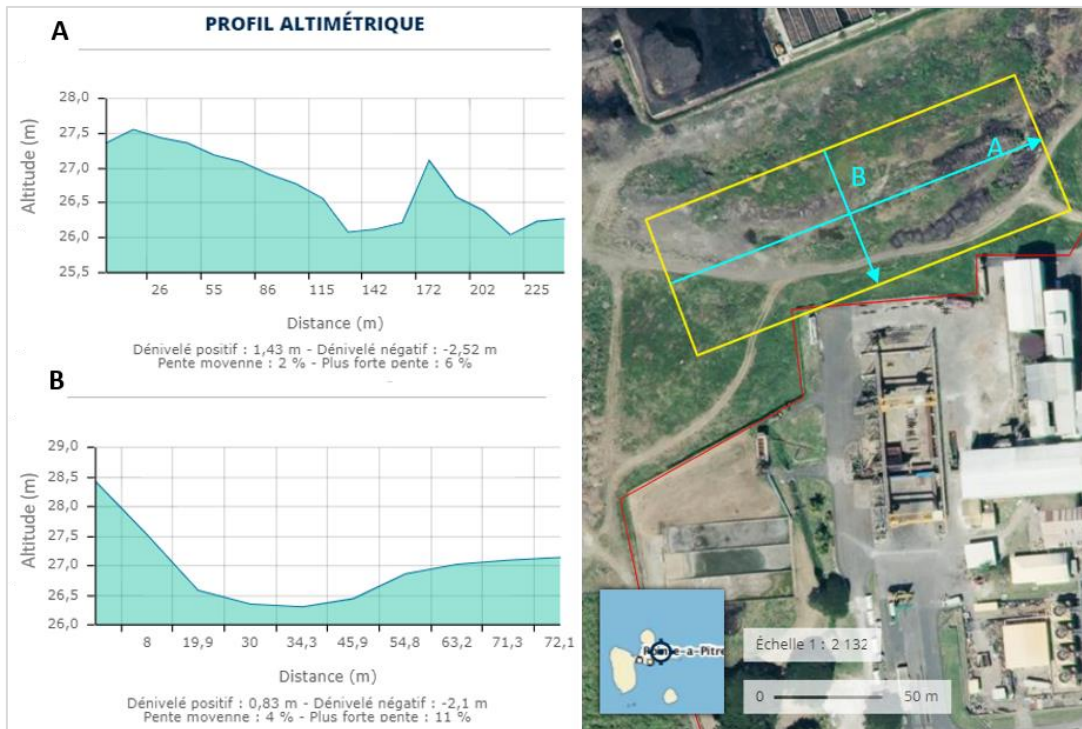 A
PROFIL ALTIMÉTRIQUE
28,0
27,5
27,0
26,5
26,0
25,5
Altitude (m)
26 55 86 115 142 172 202 225
Distance (m)
Dénivelé positif : 1,43 m - Dénivelé négatif : -2,52 m
Pente moyenne : 2 % - Plus forte pente : 6 %
B
29,0
28,5
28,0
27,5
27,0
26,5
26,0
Altitude (m)
8 19,9 30 34,3 45,9 54,8 63,2 71,3 72,1
Distance (m)
Dénivelé positif : 0,83 m - Dénivelé négatif : -2,1 m
Pente moyenne : 4 % - Plus forte pente : 11 %
A
B
Échelle 1 : 2 132
0 50 m